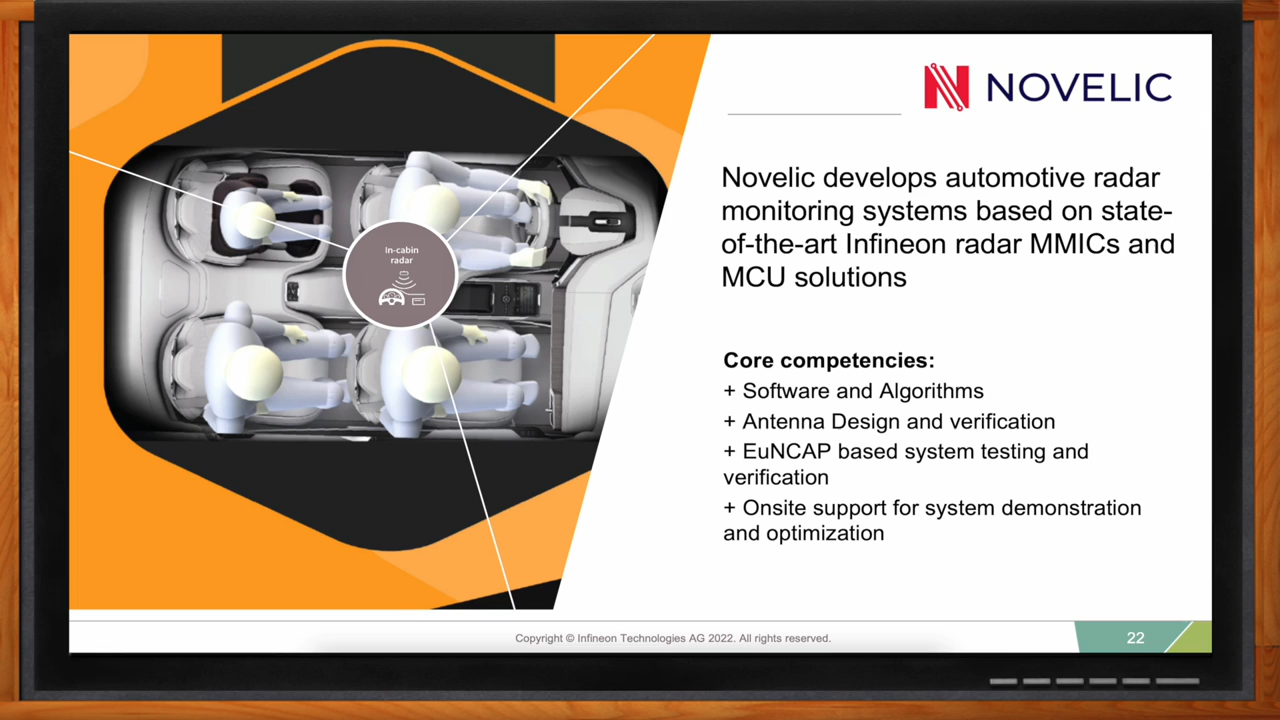 NOVELIC
Novelic develops automotive radar
monitoring systems based on state-
of-the-art Infineon radar MMICs and
MCU solutions
In-cabin
radar
Core competencies:
+ Software and Algorithms
+ Antenna Design and verification
+ EuNCAP based system testing and
verification
+ Onsite support for system demonstration
and optimization
Copyright © Infineon Technologies AG 2022. All rights reserved.
22